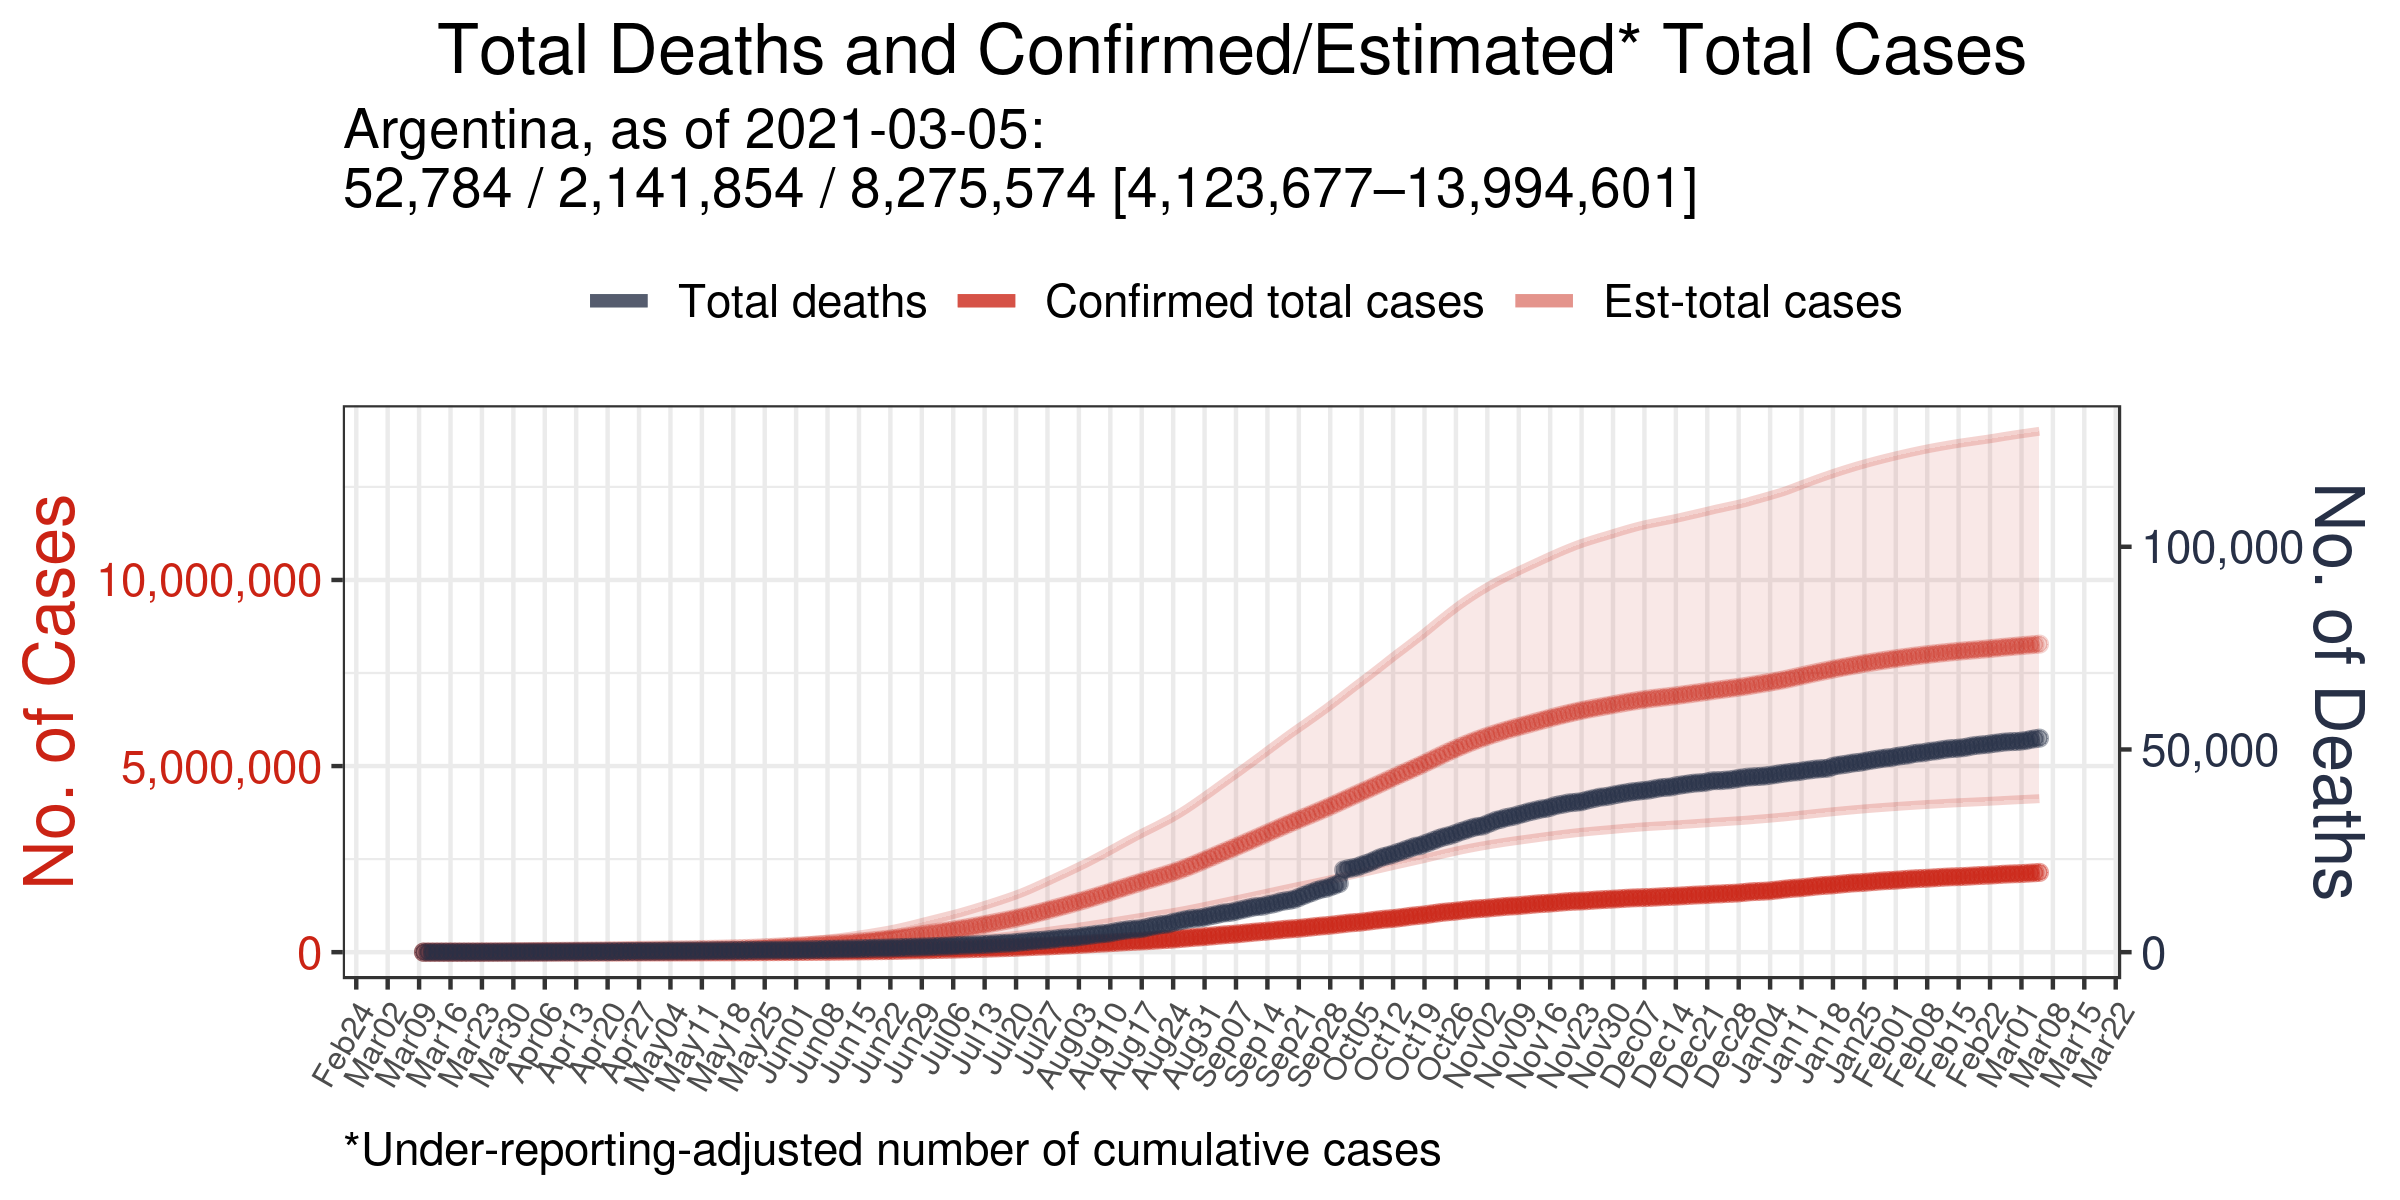 Total Deaths and Confirmed/Estimated* Total Cases
Argentina, as of 2021-03-05:
52,784 / 2,141,854 / 8,275,574 [4,123,677–13,994,601]
Total deaths
Confirmed total cases
Est-total cases
No. of Cases
10,000,000
5,000,000
0
100,000
50,000
0
No. of Deaths
Feb24
Mar02
Mar09
Mar16
Mar23
Mar30
Apr06
Apr13
Apr20
Apr27
May04
May11
May18
May25
Jun01
Jun08
Jun15
Jun22
Jun29
Jul06
Jul13
Jul20
Jul27
Aug03
Aug10
Aug17
Aug24
Aug31
Sep07
Sep14
Sep21
Sep28
Oct05
Oct12
Oct19
Oct26
Nov02
Nov09
Nov16
Nov23
Nov30
Dec07
Dec14
Dec21
Dec28
Jan04
Jan11
Jan18
Jan25
Feb01
Feb08
Feb15
Feb22
Mar01
Mar08
Mar15
Mar22
*Under-reporting-adjusted number of cumulative cases